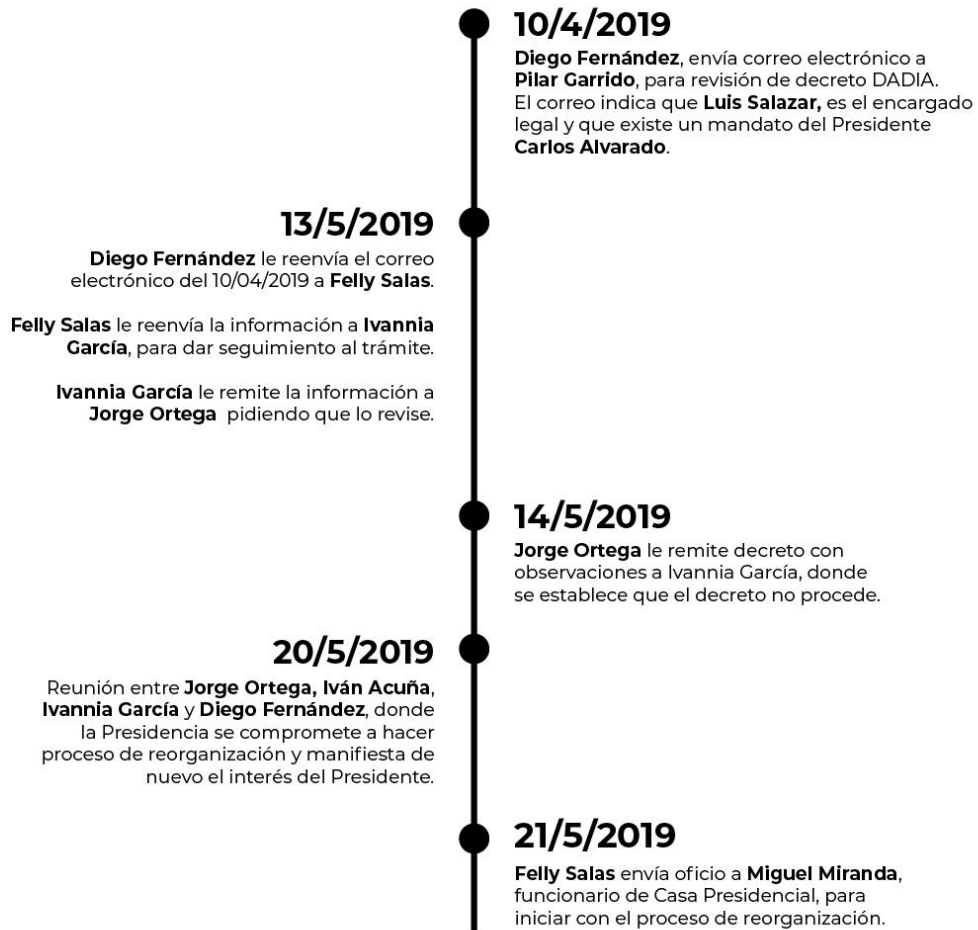 10/4/2019
Diego Fernández, envía correo electrónico a
Pilar Garrido, para revisión de decreto DADIA.
El correo indica que Luis Salazar, es el encargado
legal y que existe un mandato del Presidente
Carlos Alvarado.
13/5/2019
Diego Fernández le reenvía el correo
electrónico del 10/04/2019 a Felly Salas.
Felly Salas le reenvía la información a Ivannia
García, para dar seguimiento al trámite.
Ivannia García le remite la información a
Jorge Ortega pidiendo que lo revise.
14/5/2019
Jorge Ortega le remite decreto con
observaciones a Ivannia García, donde
se establece que el decreto no procede.
20/5/2019
Reunión entre Jorge Ortega, Iván Acuña,
Ivannia García y Diego Fernández, donde
la Presidencia se compromete a hacer
proceso de reorganización y manifiesta de
nuevo el interés del Presidente.
21/5/2019
Felly Salas envía oficio a Miguel Miranda,
funcionario de Casa Presidencial, para
iniciar con el proceso de reorganización.